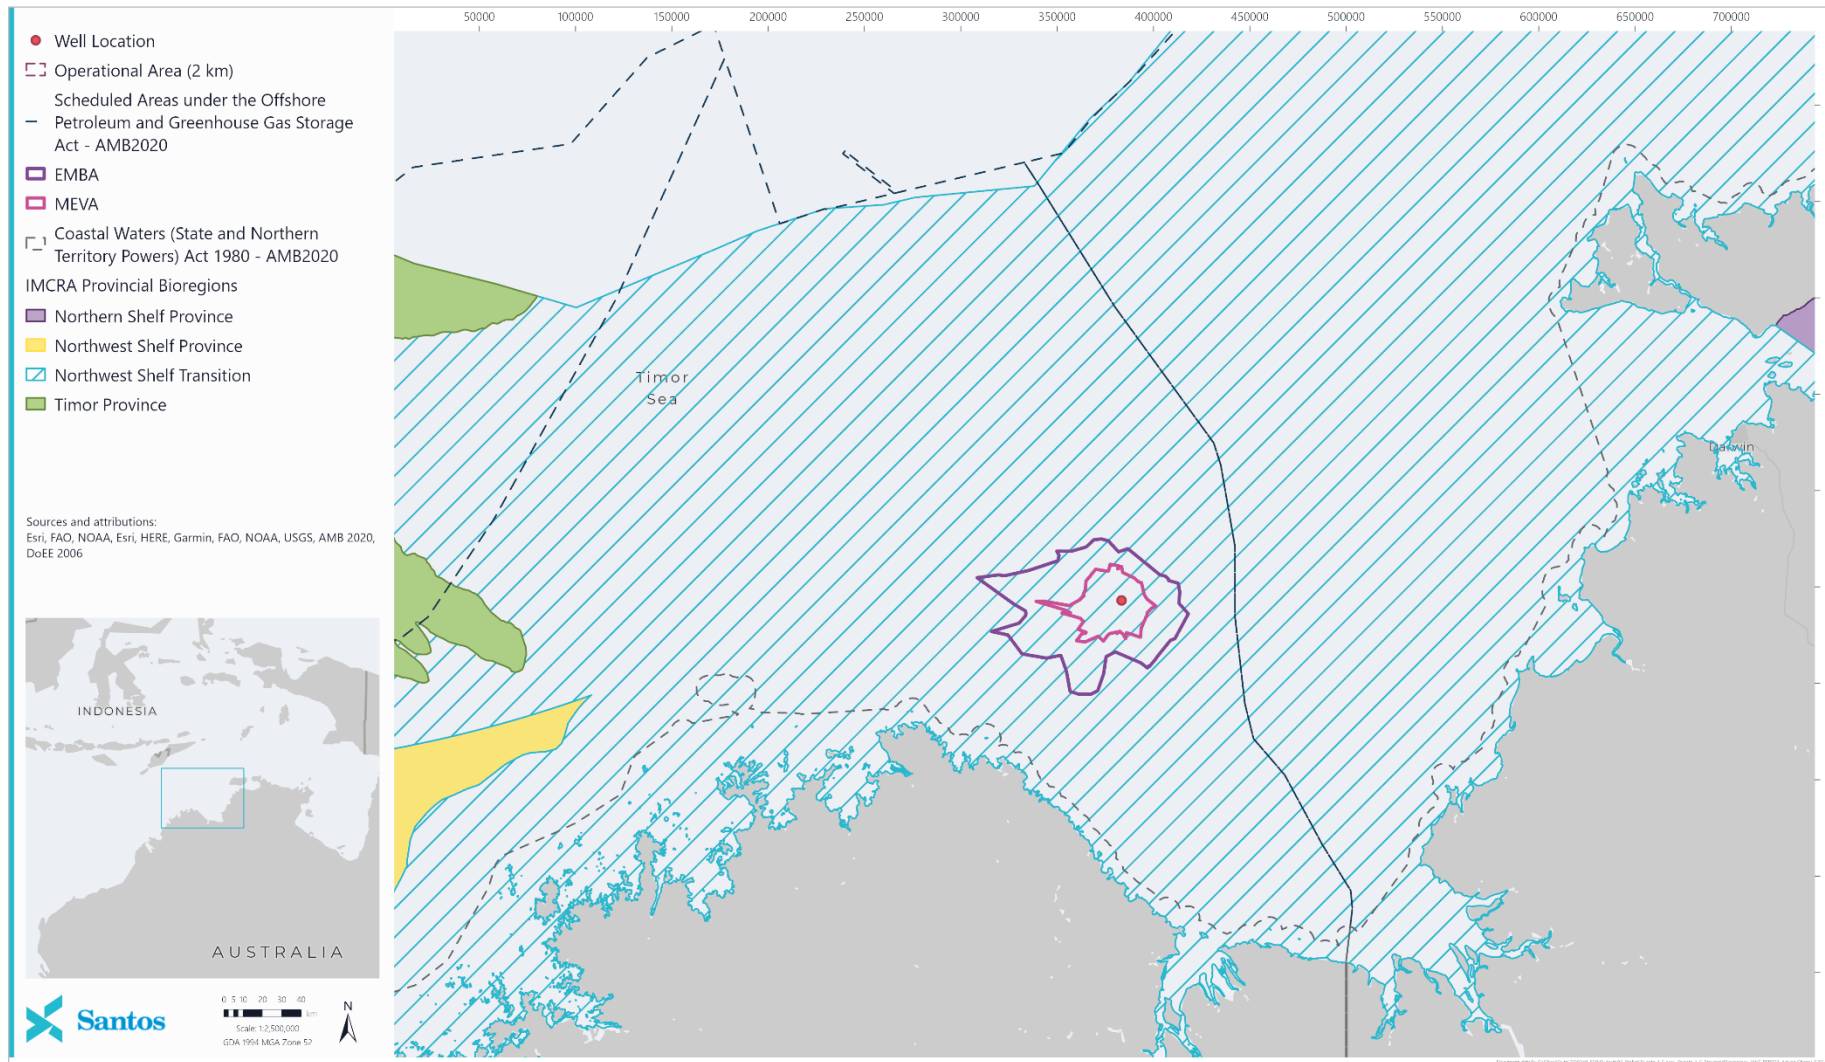 50000 100000 150000 200000 250000 300000 350000 400000 450000 500000 550000 600000 650000 700000
Well Location
Operational Area (2 km)
Scheduled Areas under the Offshore
Petroleum and Greenhouse Gas Storage
Act - AMB2020
EMBA
MEVA
Coastal Waters (State and Northern
Territory Powers) Act 1980 - AMB2020
IMCRA Provincial Bioregions
Northern Shelf Province
Northwest Shelf Province
Northwest Shelf Transition
Timor Province
Sources and attributions:
Esri, FAO, NOAA, Esri, HERE, Garmin, FAO, NOAA, USGS, AMB 2020,
DoEE 2006
Timor
Sea
Darwin
INDONESIA
AUSTRALIA
Santos
0 5 10 20 30 40
km
Scale: 1:2,500,000
GDA 1994 MGA Zone 52
N